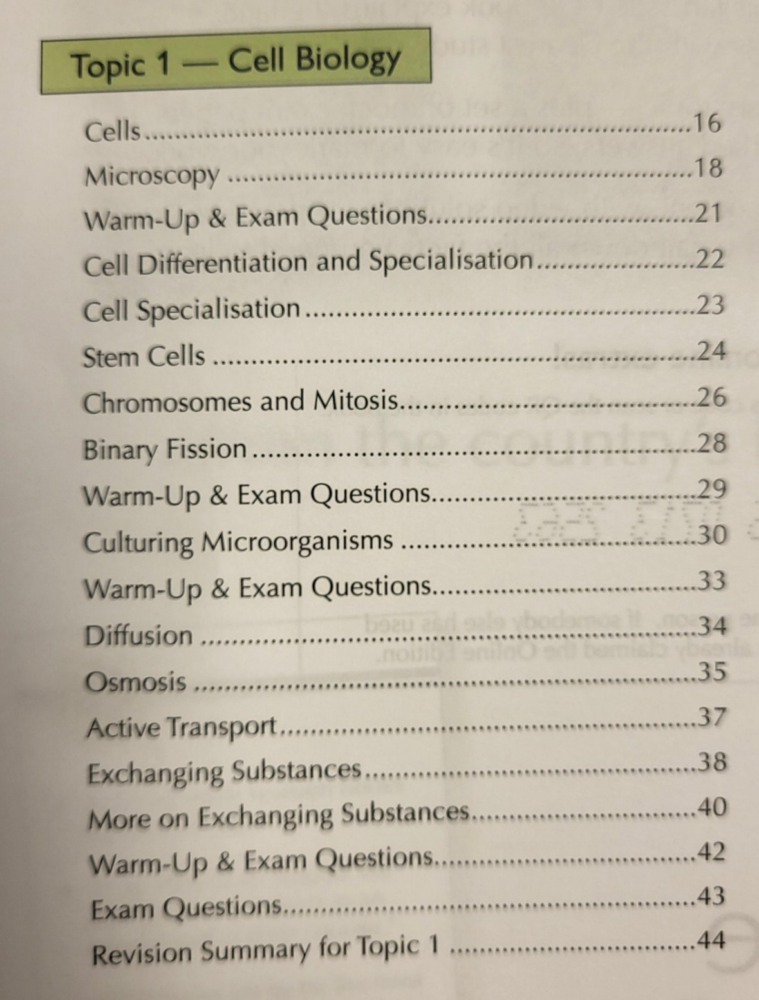 Topic 1 — Cell Biology
Cells..........16
Microscopy..........18
Warm-Up & Exam Questions..........21
Cell Differentiation and Specialisation..........22
Cell Specialisation..........23
Stem Cells..........24
Chromosomes and Mitosis..........26
Binary Fission..........28
Warm-Up & Exam Questions..........29
Culturing Microorganisms..........30
Warm-Up & Exam Questions..........33
Diffusion..........34
Osmosis..........35
Active Transport..........37
Exchanging Substances..........38
More on Exchanging Substances..........40
Warm-Up & Exam Questions..........42
Exam Questions..........43
Revision Summary for Topic 1..........44